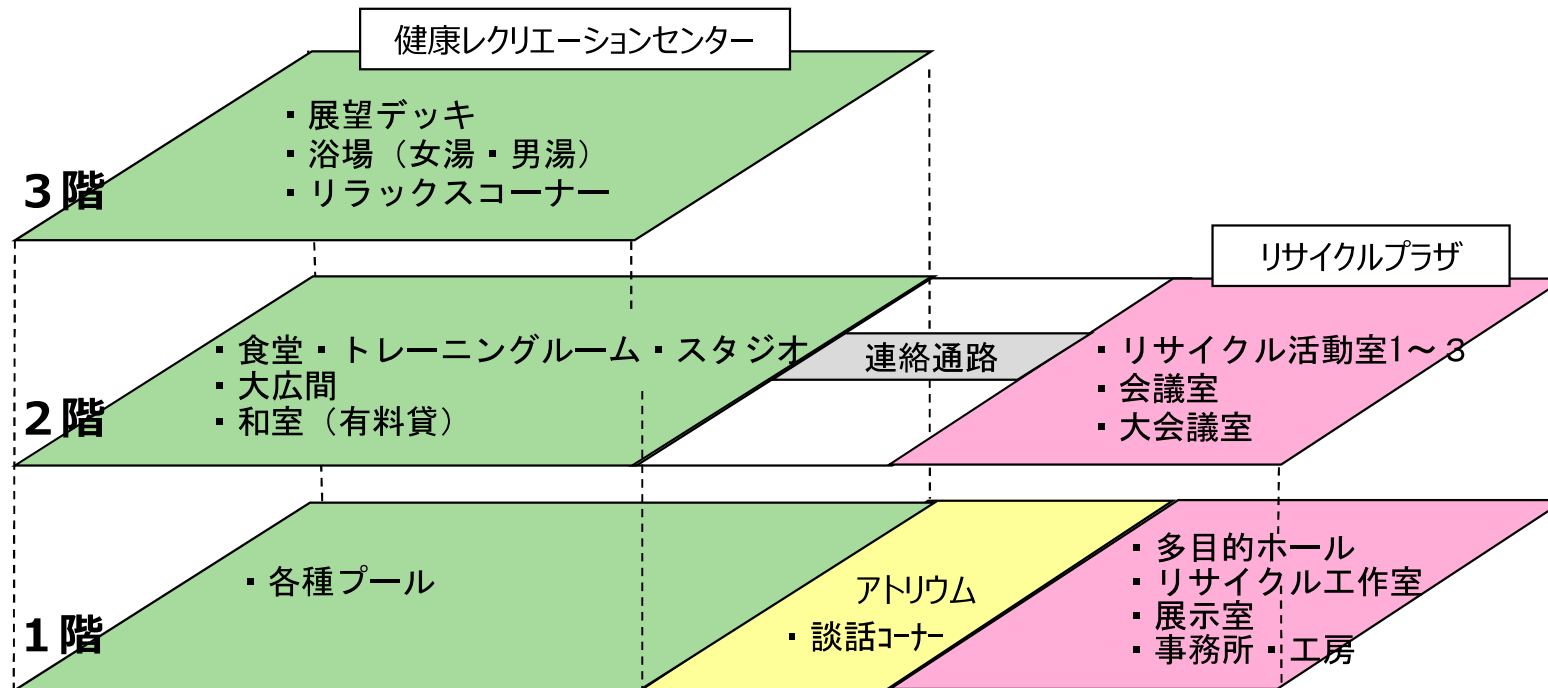 健康レクリエーションセンター
・展望デッキ
・浴場（女湯・男湯）
・リラックスコーナー
３階
リサイクルプラザ
・食堂・トレーニングルーム・スタジオ
・大広間
・和室（有料貸）
２階
連絡通路
・リサイクル活動室1～３
・会議室
・大会議室
・各種プール
１階
アトリウム
・談話コーナー
・多目的ホール
・リサイクル工作室
・展示室
・事務所・工房